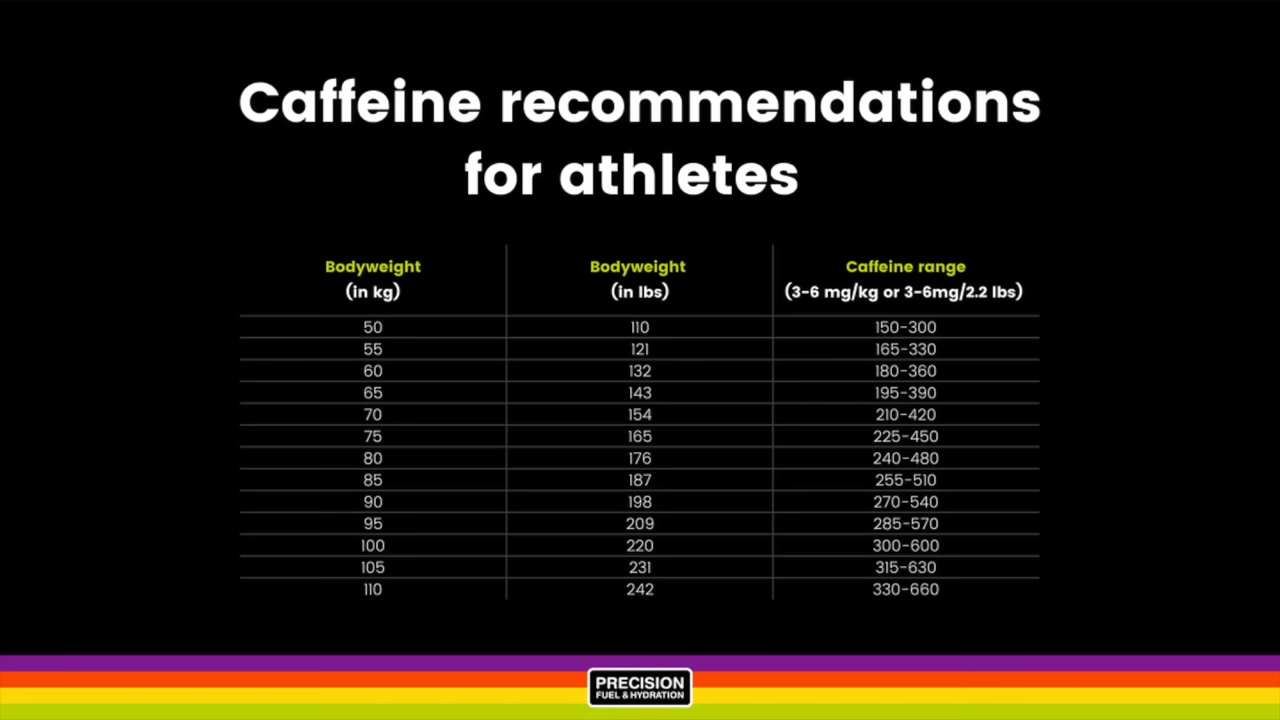 Caffeine recommendations
for athletes
Bodyweight Bodyweight Caffeine range
(in kg) (in lbs) (3-6 mg/kg or 3-6mg/2.2 lbs)
50 110 150-300
55 121 165-330
60 132 180-360
65 143 195-390
70 154 210-420
75 165 225-450
80 176 240-480
85 187 255-510
90 198 270-540
95 209 285-570
100 220 300-600
105 231 315-630
110 242 330-660
PRECISION
FUEL & HYDRATION